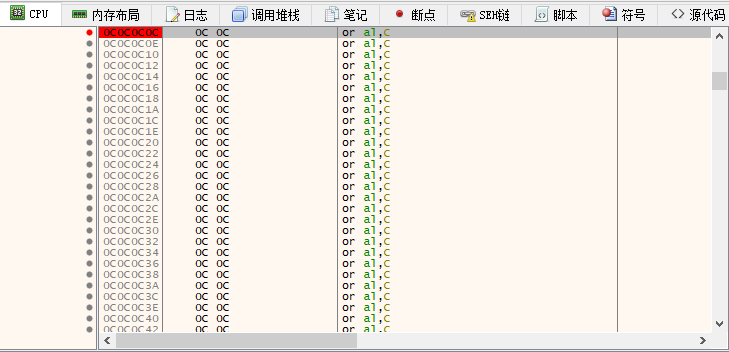 CPU 内存布局 日志 调用堆栈 笔记 断点 SEH链 脚本 符号 源代码
0C0C0C0C 0C 0C or al,C
0C0C0C0E 0C 0C or al,C
0C0C0C10 0C 0C or al,C
0C0C0C12 0C 0C or al,C
0C0C0C14 0C 0C or al,C
0C0C0C16 0C 0C or al,C
0C0C0C18 0C 0C or al,C
0C0C0C1A 0C 0C or al,C
0C0C0C1C 0C 0C or al,C
0C0C0C1E 0C 0C or al,C
0C0C0C20 0C 0C or al,C
0C0C0C22 0C 0C or al,C
0C0C0C24 0C 0C or al,C
0C0C0C26 0C 0C or al,C
0C0C0C28 0C 0C or al,C
0C0C0C2A 0C 0C or al,C
0C0C0C2C 0C 0C or al,C
0C0C0C2E 0C 0C or al,C
0C0C0C30 0C 0C or al,C
0C0C0C32 0C 0C or al,C
0C0C0C34 0C 0C or al,C
0C0C0C36 0C 0C or al,C
0C0C0C38 0C 0C or al,C
0C0C0C3A 0C 0C or al,C
0C0C0C3C 0C 0C or al,C
0C0C0C3E 0C 0C or al,C
0C0C0C40 0C 0C or al,C
0C0C0C42 0C 0C or al,C